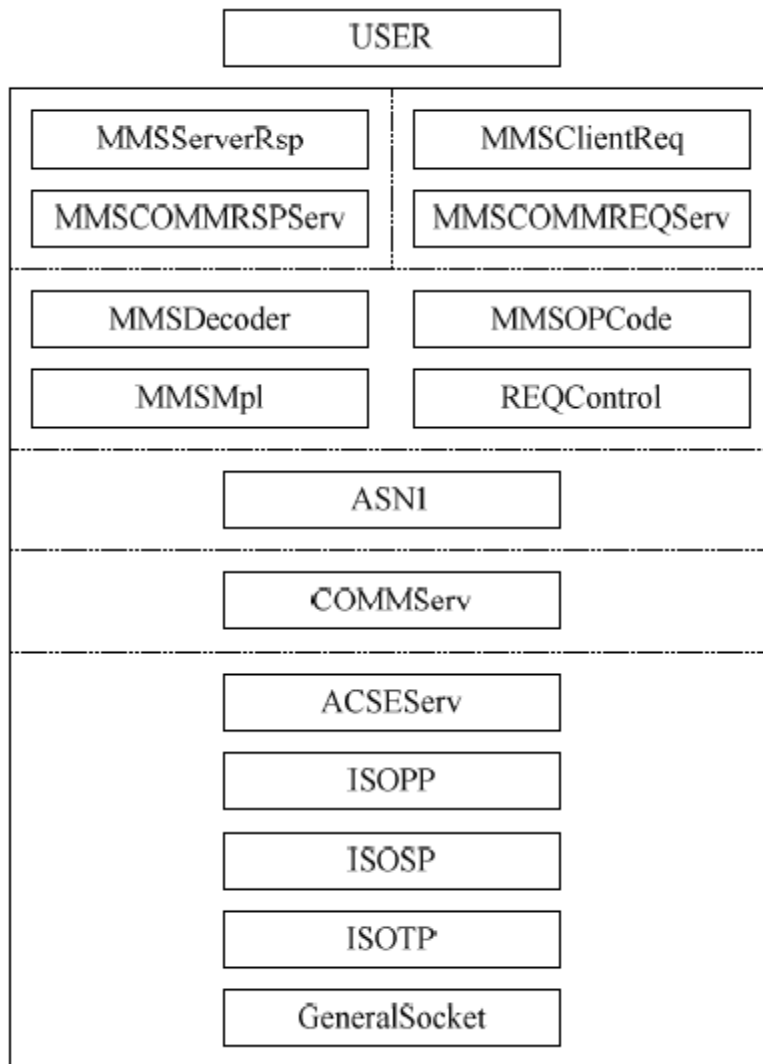 USER
MMSServerRsp
MMSClientReq
MMSCOMMRSPServ
MMSCOMMREQServ
MMSDecoder
MMSOPCode
MMSMpl
REQControl
ASN1
COMMServ
ACSEServ
ISOPP
ISOSP
ISOTP
GeneralSocket